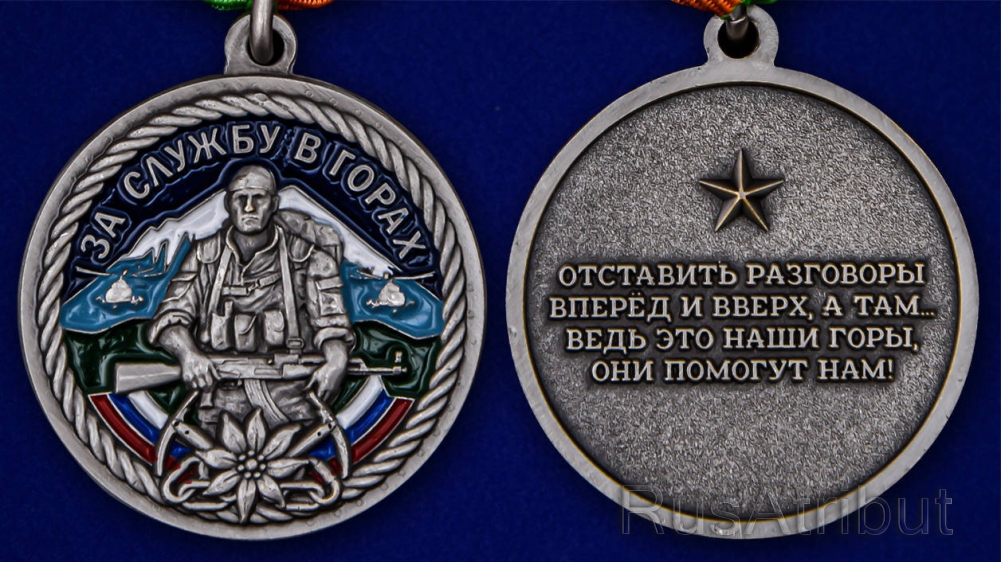 ЗА СЛУЖБУ В ГОРАХ
ОТСТАВИТЬ РАЗГОВОРЫ
ВПЕРЁД И ВВЕРХ, А ТАМ...
ВЕДЬ ЭТО НАШИ ГОРЫ,
ОНИ ПОМОГУТ НАМ!
RusAtribut